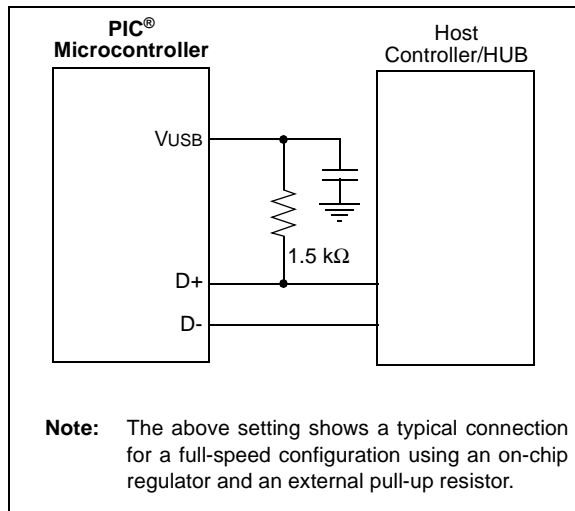 PIC®
Microcontroller
Host
Controller/HUB
VUSB
1.5 kΩ
D+
D-
Note: The above setting shows a typical connection
for a full-speed configuration using an on-chip
regulator and an external pull-up resistor.